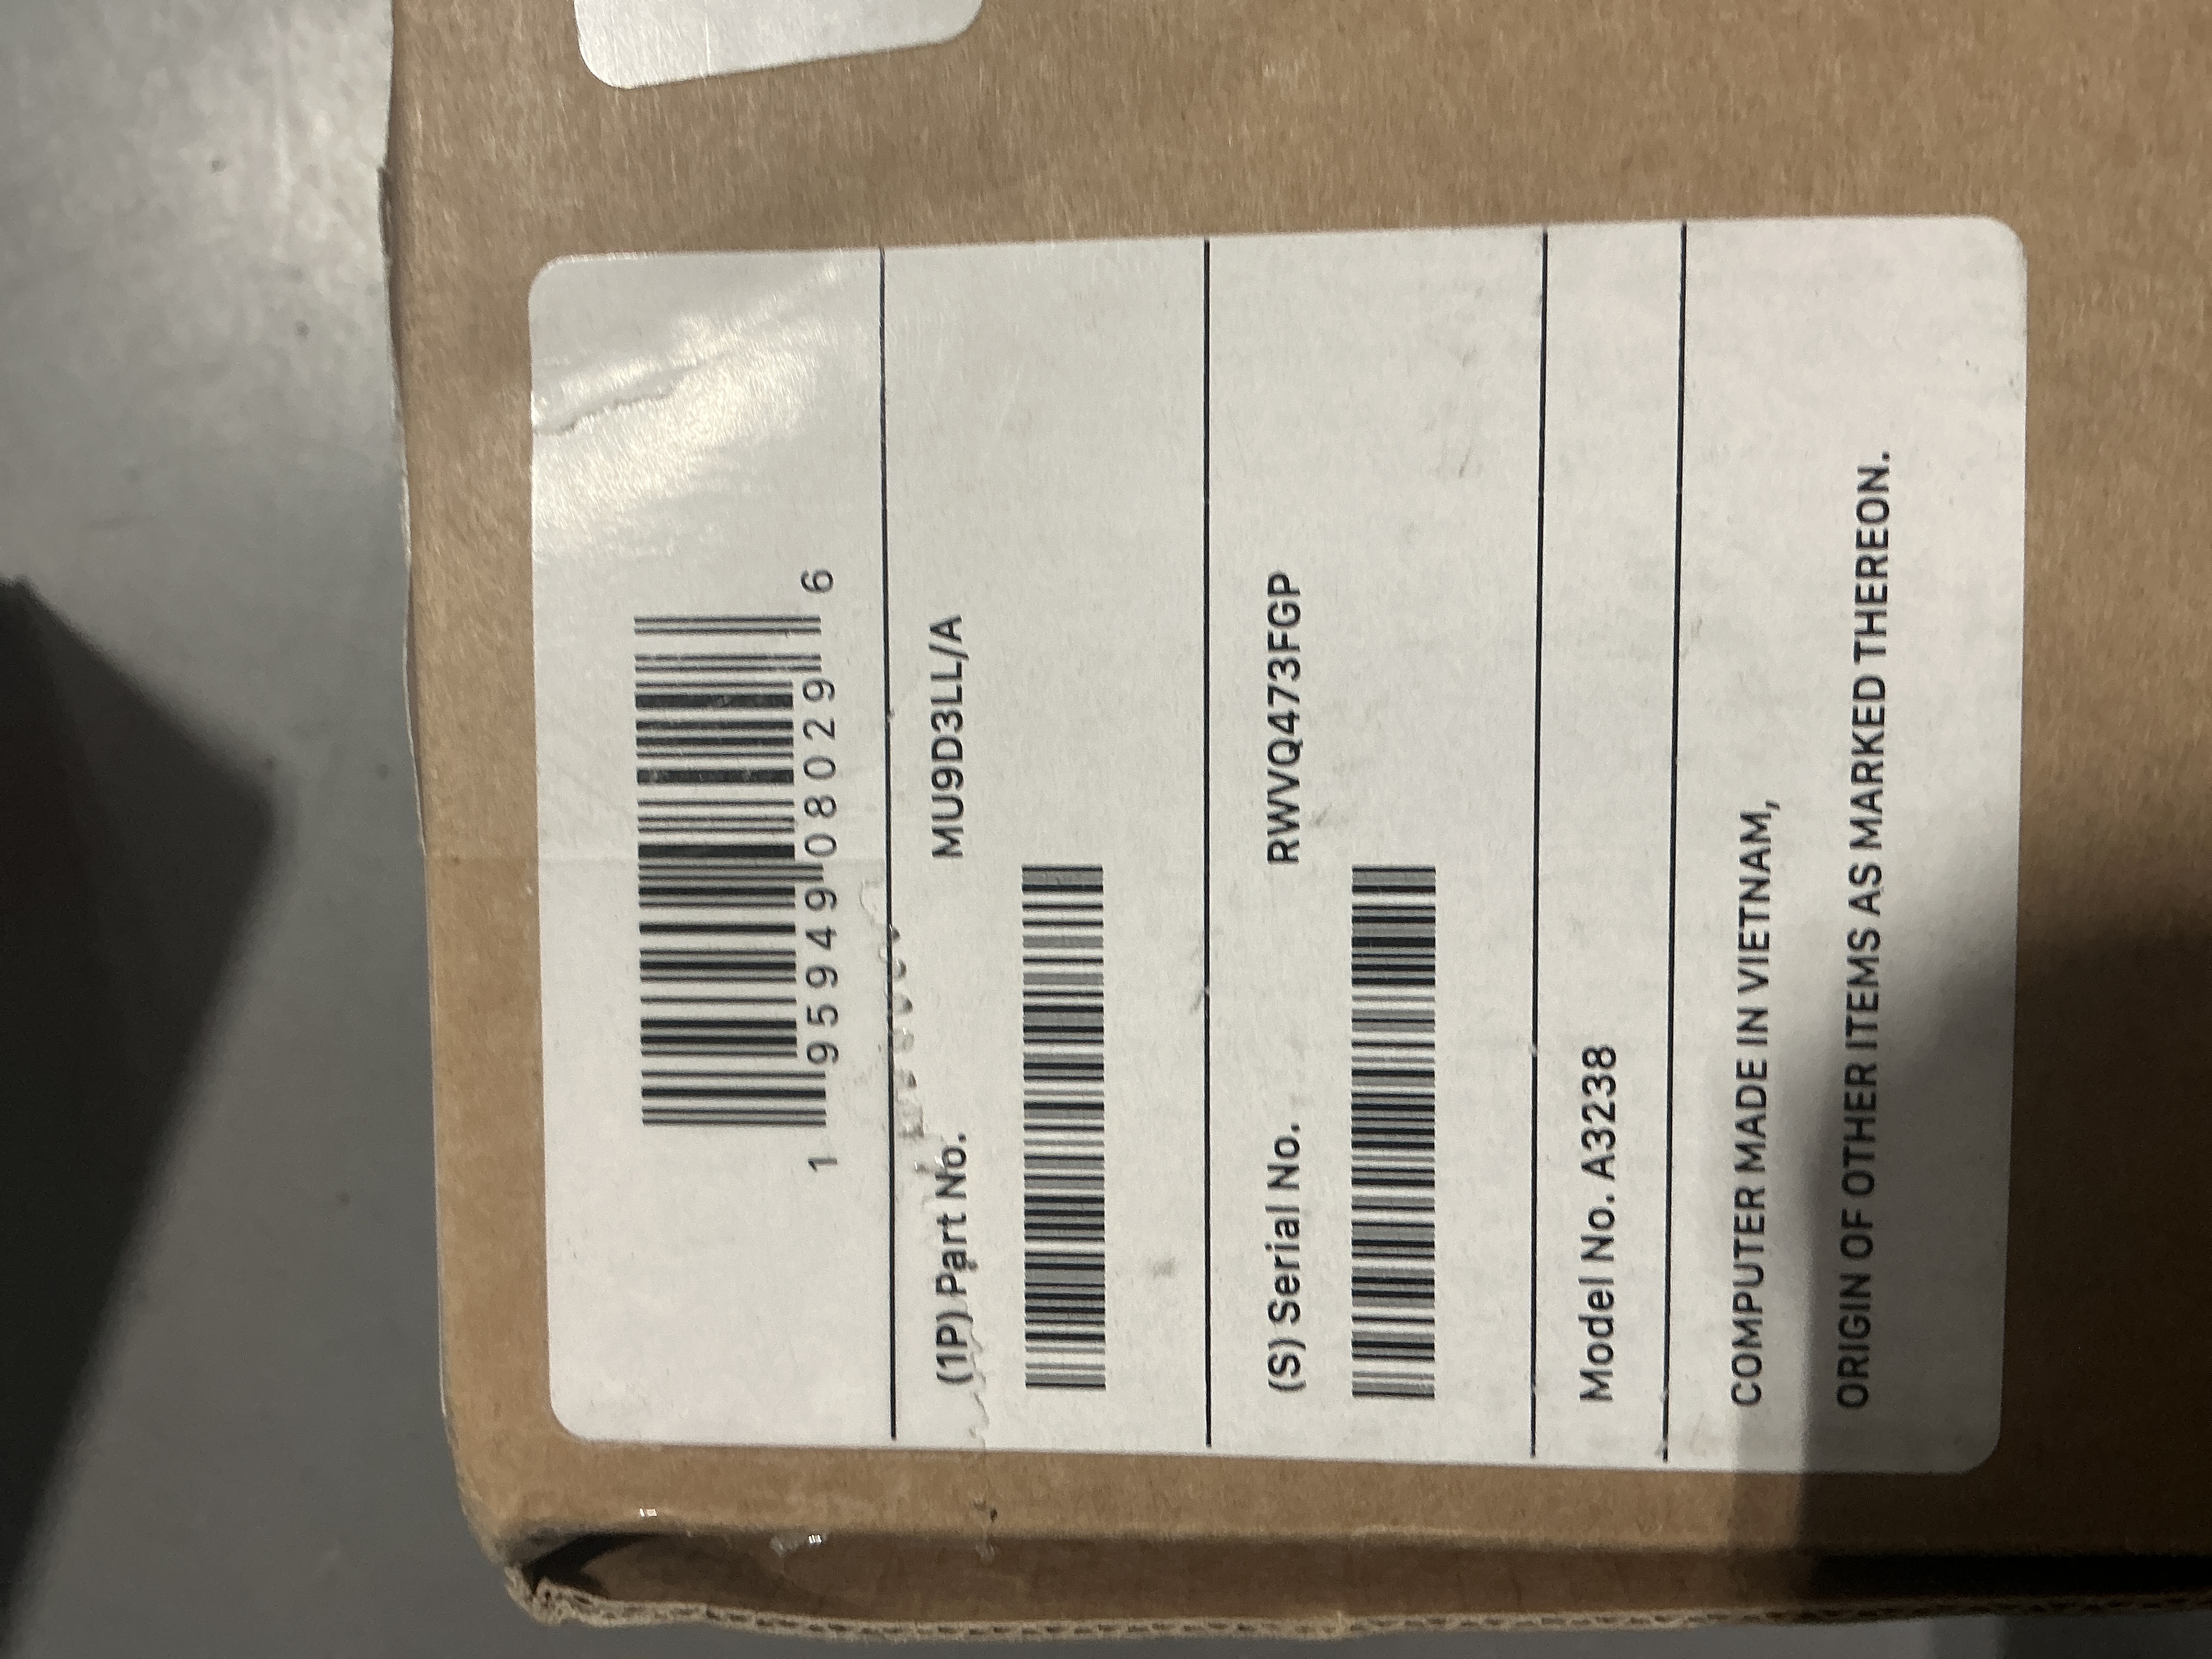 1 95949 08029 6
(1P) Part No. MU9D3LL/A
(S) Serial No. RWVQ473FGP
Model No. A3238
COMPUTER MADE IN VIETNAM,
ORIGIN OF OTHER ITEMS AS MARKED THEREON.